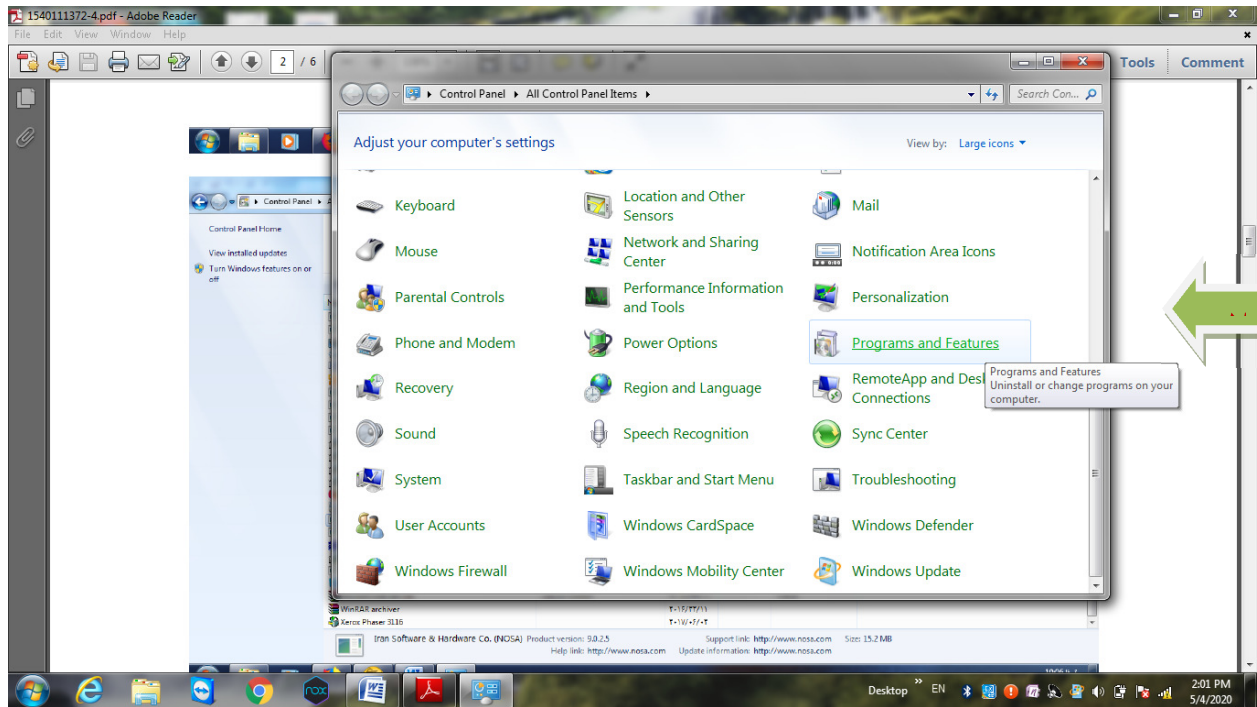 1540111372-4.pdf - Adobe Reader
File Edit View Window Help
2 / 6
Tools Comment
Control Panel All Control Panel Items
Search Con...
Adjust your computer's settings
View by: Large icons
Control Panel
Control Panel Home
View installed updates
Turn Windows features on or
off
Keyboard
Location and Other
Sensors
Mail
Mouse
Network and Sharing
Center
Notification Area Icons
Parental Controls
Performance Information
and Tools
Personalization
Phone and Modem
Power Options
Programs and Features
Programs and Features
Uninstall or change programs on your
computer.
Recovery
Region and Language
RemoteApp and Desk
Connections
Sound
Speech Recognition
Sync Center
System
Taskbar and Start Menu
Troubleshooting
User Accounts
Windows CardSpace
Windows Defender
Windows Firewall
Windows Mobility Center
Windows Update
WinRAR archiver
Xerox Phaser 3116
Iran Software & Hardware Co. (NOSA) Product version: 9.0.2.5 Support link: http://www.nosa.com Size: 15.2 MB
Help link: http://www.nosa.com Update information: http://www.nosa.com
nox
Desktop » EN
2:01 PM
5/4/2020